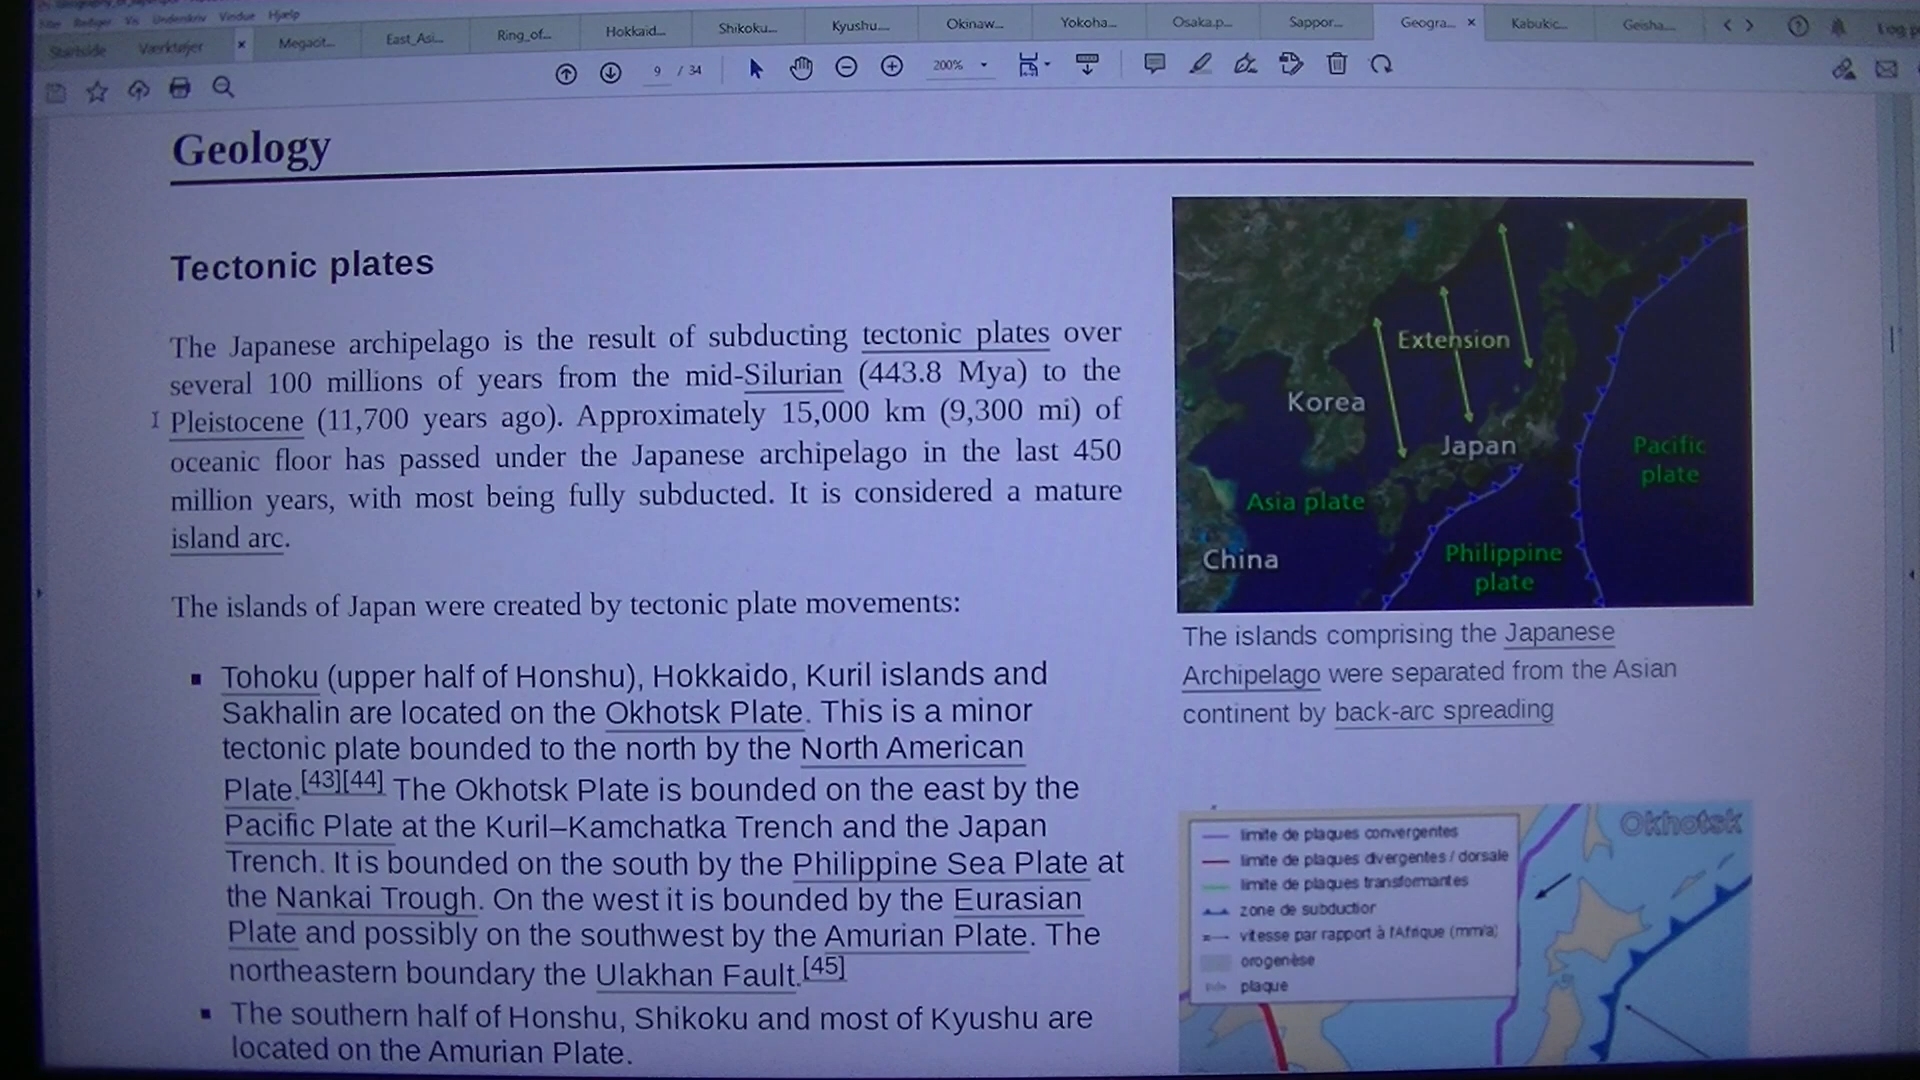 Rediger Vis Underskriv Vindue Hjælp
Startside Værktøjer × Megacit... East_Asi... Ring_of... Hokkaid... Shikoku... Kyushu.... Okinaw... Yokoha... Osaka.p... Sappor... Geogra... × Kabukic... Geisha....
9 / 34 200%
Geology
Tectonic plates
The Japanese archipelago is the result of subducting tectonic plates over
several 100 millions of years from the mid-Silurian (443.8 Mya) to the
Pleistocene (11,700 years ago). Approximately 15,000 km (9,300 mi) of
oceanic floor has passed under the Japanese archipelago in the last 450
million years, with most being fully subducted. It is considered a mature
island arc.
The islands of Japan were created by tectonic plate movements:
▪ Tohoku (upper half of Honshu), Hokkaido, Kuril islands and
Sakhalin are located on the Okhotsk Plate. This is a minor
tectonic plate bounded to the north by the North American
Plate.[43][44] The Okhotsk Plate is bounded on the east by the
Pacific Plate at the Kuril–Kamchatka Trench and the Japan
Trench. It is bounded on the south by the Philippine Sea Plate at
the Nankai Trough. On the west it is bounded by the Eurasian
Plate and possibly on the southwest by the Amurian Plate. The
northeastern boundary the Ulakhan Fault.[45]
▪ The southern half of Honshu, Shikoku and most of Kyushu are
located on the Amurian Plate.
Extension
Korea
Japan
Pacific
plate
Asia plate
China
Philippine
plate
The islands comprising the Japanese
Archipelago were separated from the Asian
continent by back-arc spreading
Okhotsk
limite de plaques convergentes
limite de plaques divergentes / dorsale
limite de plaques transformantes
zone de subduction
vitesse par rapport à l'Afrique (mm/a)
orogenèse
plaque